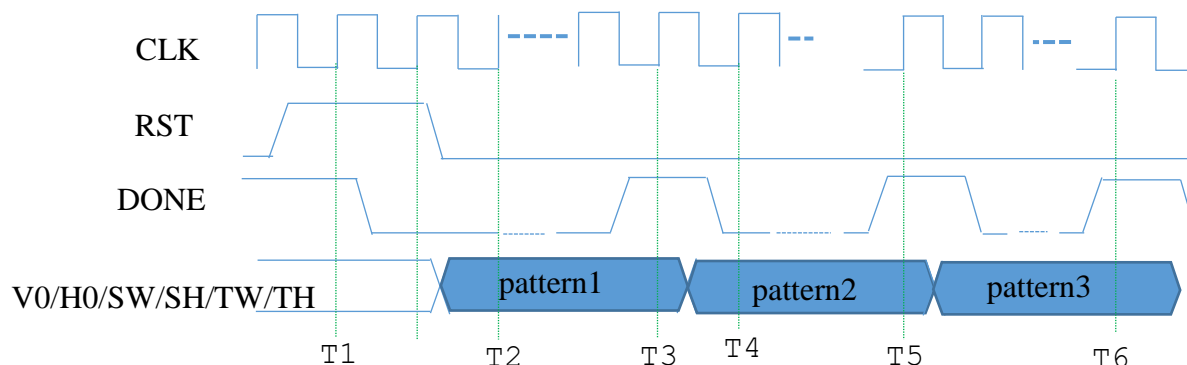 CLK
RST
DONE
V0/H0/SW/SH/TW/TH
pattern1
pattern2
pattern3
T1
T2
T3
T4
T5
T6